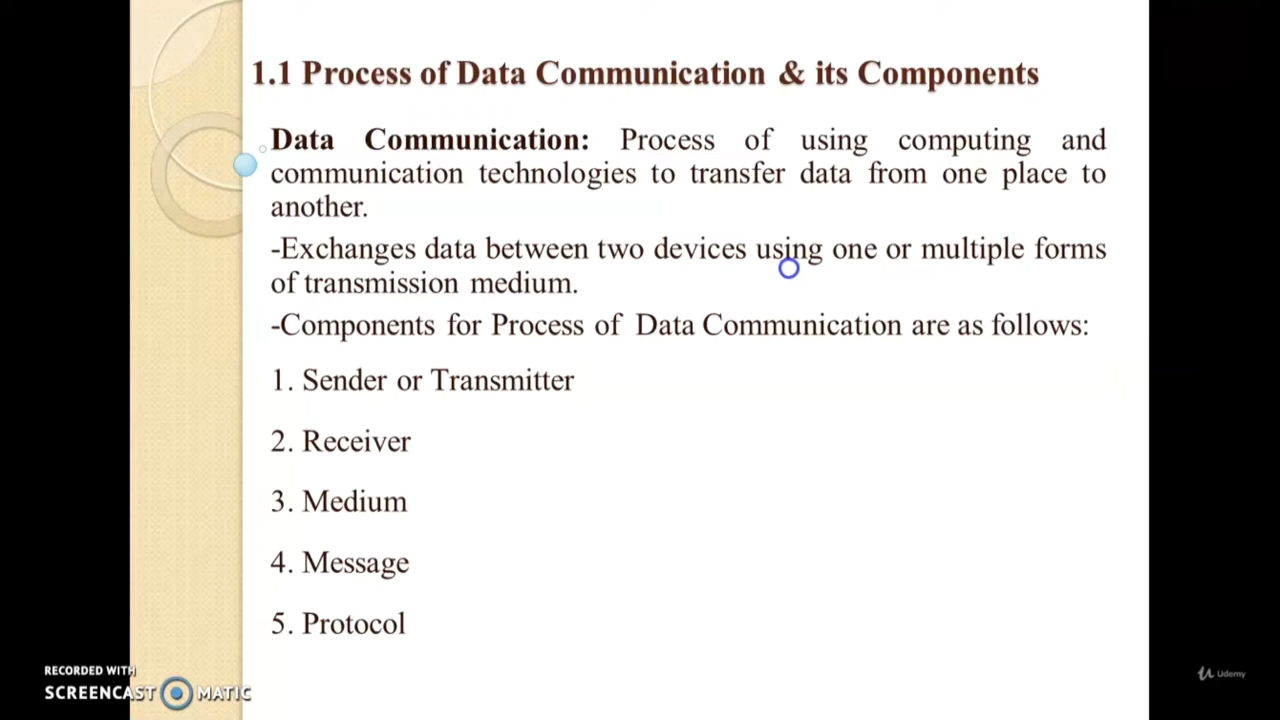 1.1 Process of Data Communication & its Components
Data Communication: Process of using computing and
communication technologies to transfer data from one place to
another.
-Exchanges data between two devices using one or multiple forms
of transmission medium.
-Components for Process of Data Communication are as follows:
1. Sender or Transmitter
2. Receiver
3. Medium
4. Message
5. Protocol
RECORDED WITH
SCREENCAST MATIC
Udemy